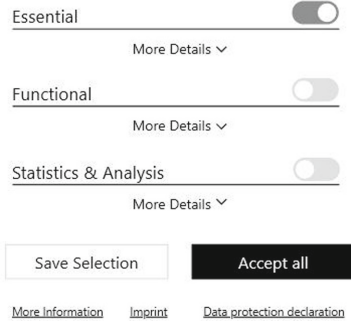 Essential
More Details
Functional
More Details
Statistics & Analysis
More Details
Save Selection Accept all
More Information Imprint Data protection declaration